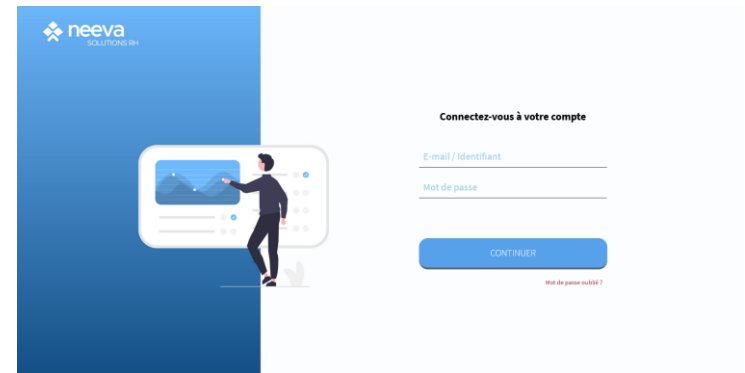 neeva
SOLUTIONS RH
Connectez-vous à votre compte
E-mail / Identifiant
Mot de passe
CONTINUER
Mot de passe oublié ?